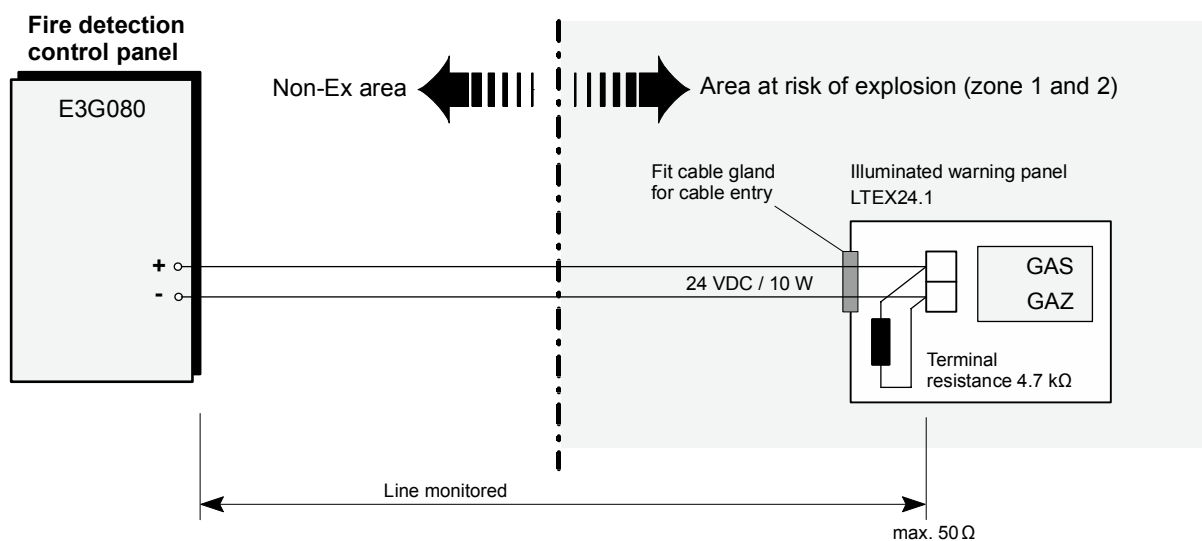 Fire detection
control panel
E3G080
Non-Ex area
Area at risk of explosion (zone 1 and 2)
Fit cable gland
for cable entry
Illuminated warning panel
LTEX24.1
+
-
24 VDC / 10 W
GAS
GAZ
Terminal
resistance 4.7 kΩ
Line monitored
max. 50 Ω